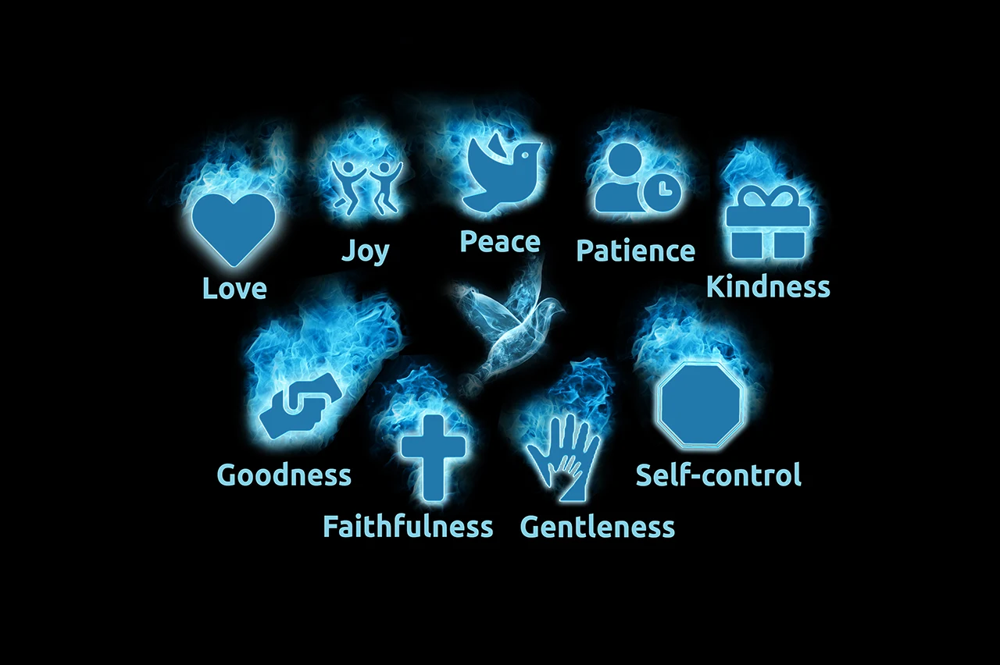 Love
Joy
Peace
Patience
Kindness
Goodness
Faithfulness
Gentleness
Self-control